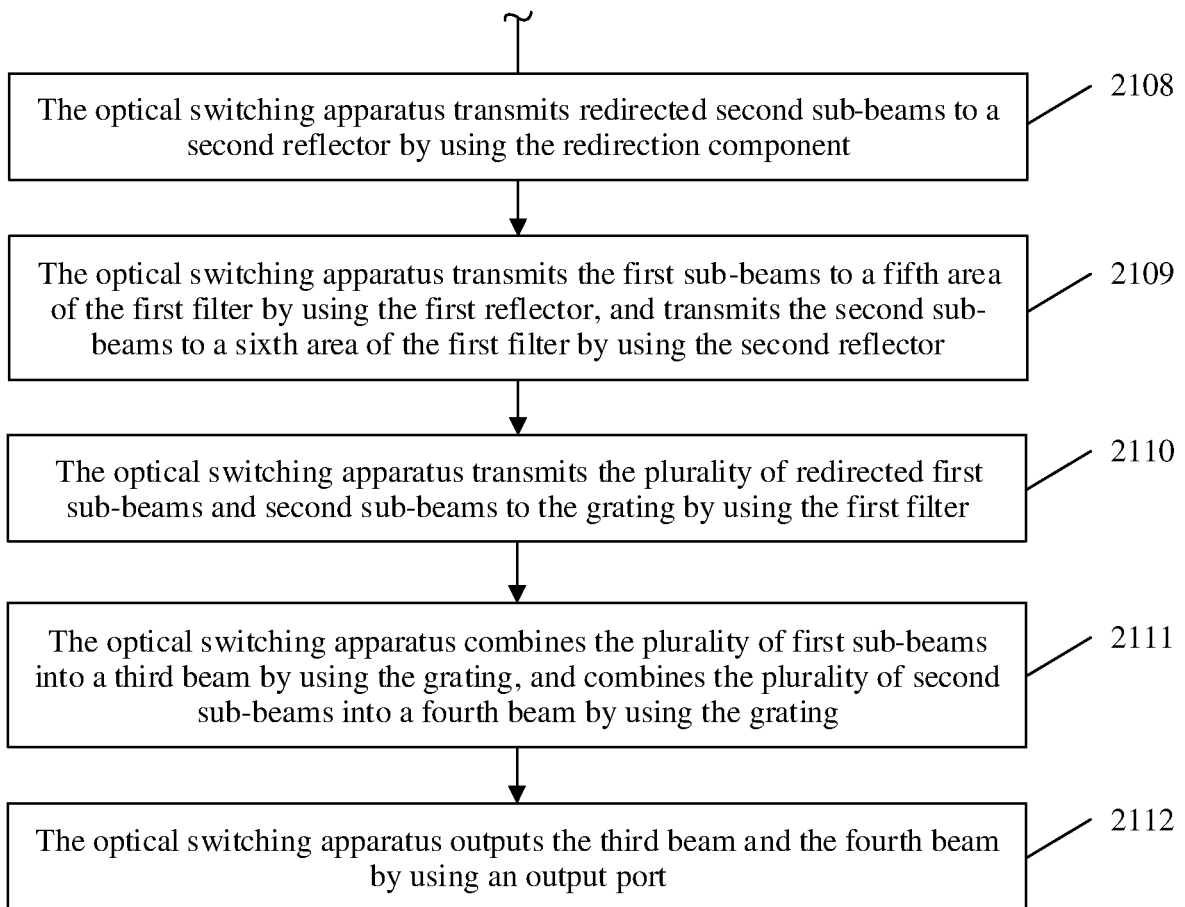 The optical switching apparatus transmits redirected second sub-beams to a
second reflector by using the redirection component
2108
The optical switching apparatus transmits the first sub-beams to a fifth area
of the first filter by using the first reflector, and transmits the second sub-
beams to a sixth area of the first filter by using the second reflector
2109
The optical switching apparatus transmits the plurality of redirected first
sub-beams and second sub-beams to the grating by using the first filter
2110
The optical switching apparatus combines the plurality of first sub-beams
into a third beam by using the grating, and combines the plurality of second
sub-beams into a fourth beam by using the grating
2111
The optical switching apparatus outputs the third beam and the fourth beam
by using an output port
2112